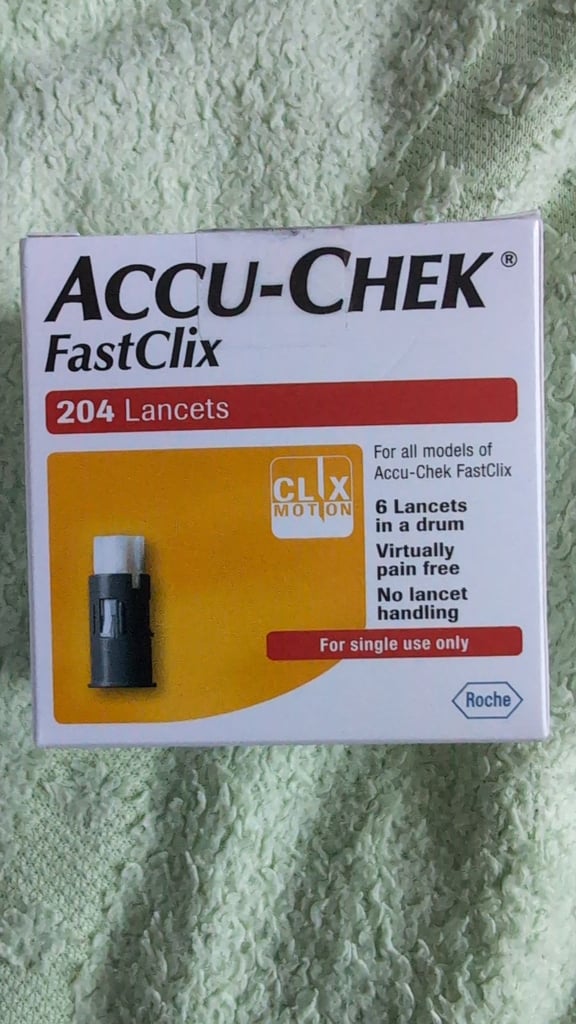 ACCU-CHEK®
FastClix
204 Lancets
CLIX
MOTION
For all models of
Accu-Chek FastClix
6 Lancets
in a drum
Virtually
pain free
No lancet
handling
For single use only
Roche